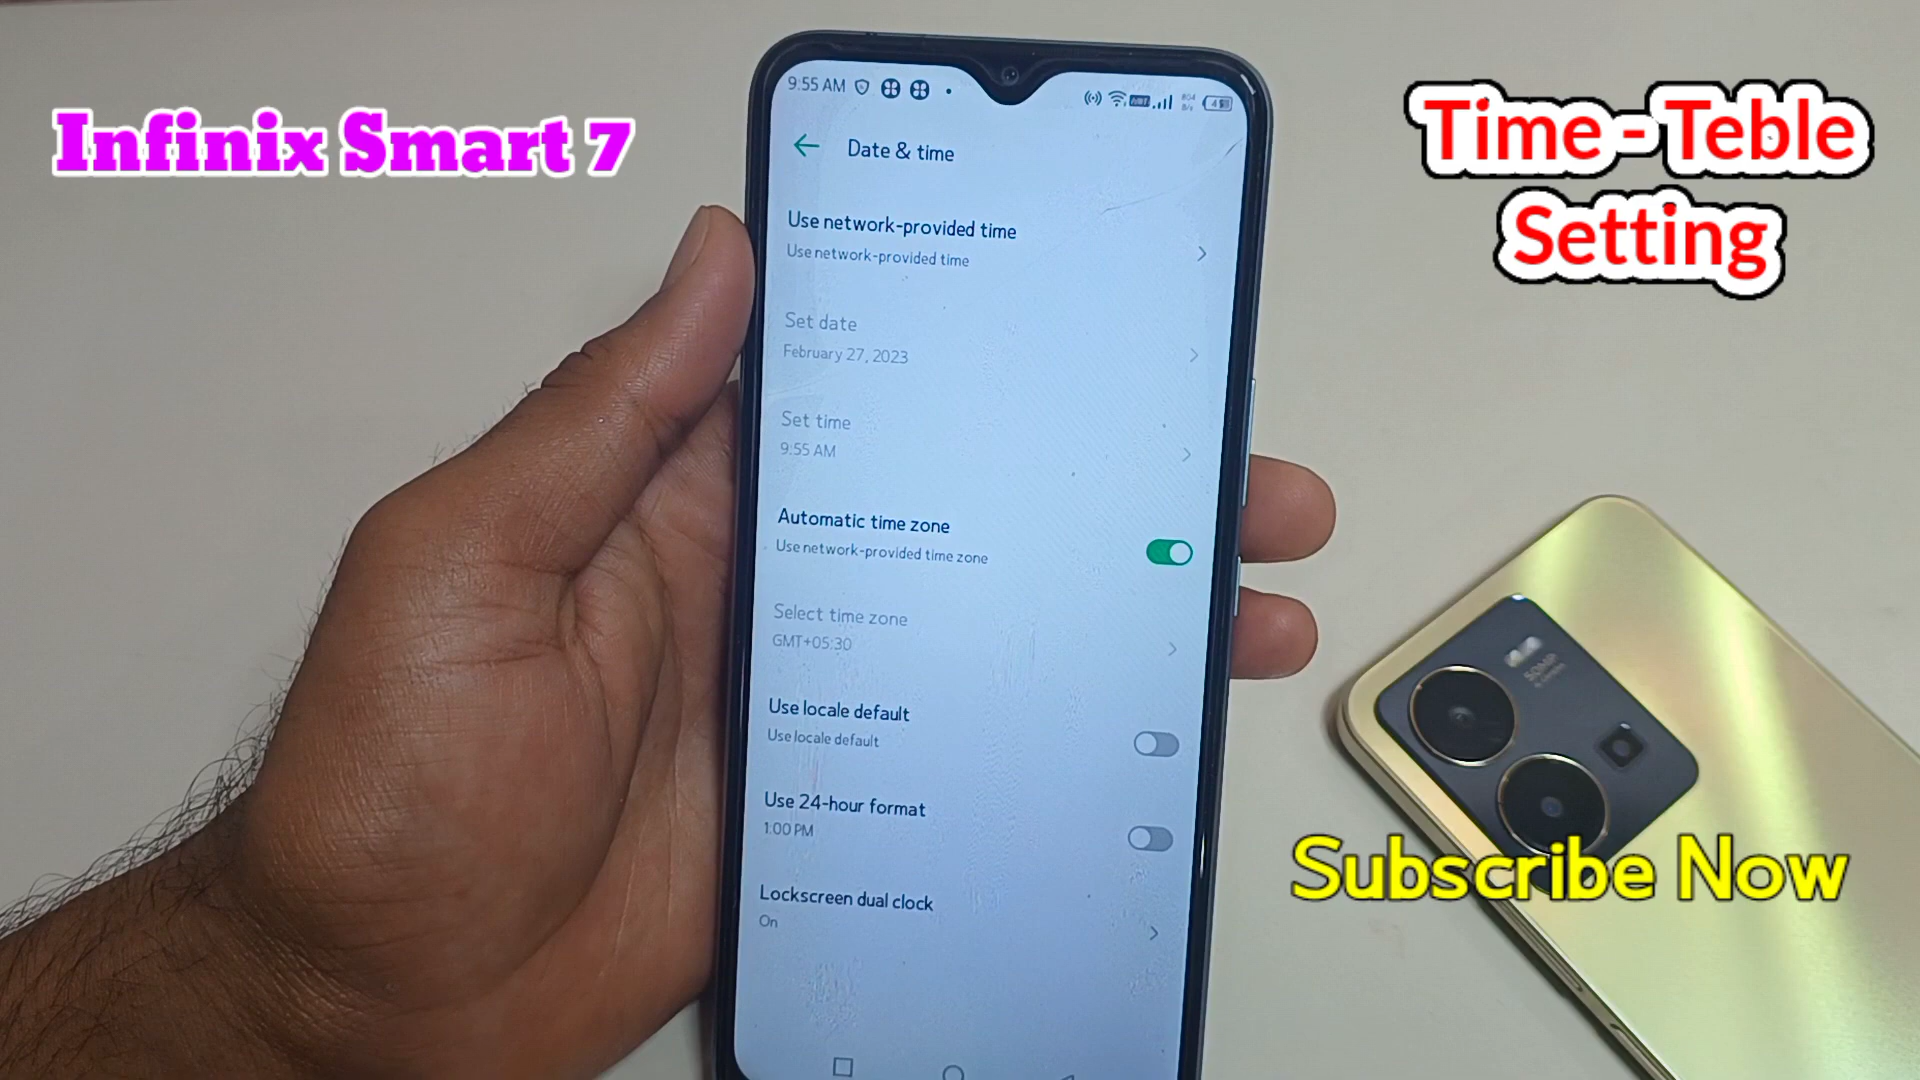 Infinix Smart 7
Time - Teble
Setting
9:55 AM
Date & time
Use network-provided time
Use network-provided time
Set date
February 27, 2023
Set time
9:55 AM
Automatic time zone
Use network-provided time zone
Select time zone
GMT+05:30
Use locale default
Use locale default
Use 24-hour format
1:00 PM
Lockscreen dual clock
On
50MP
Subscribe Now